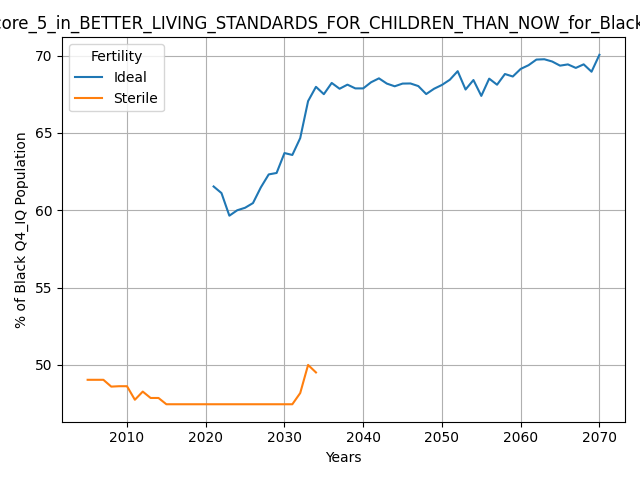 core_5_in_BETTER_LIVING_STANDARDS_FOR_CHILDREN_THAN_NOW_for_Black
Fertility
Ideal
Sterile
% of Black Q4_IQ Population
70
65
60
55
50
2010 2020 2030 2040 2050 2060 2070
Years